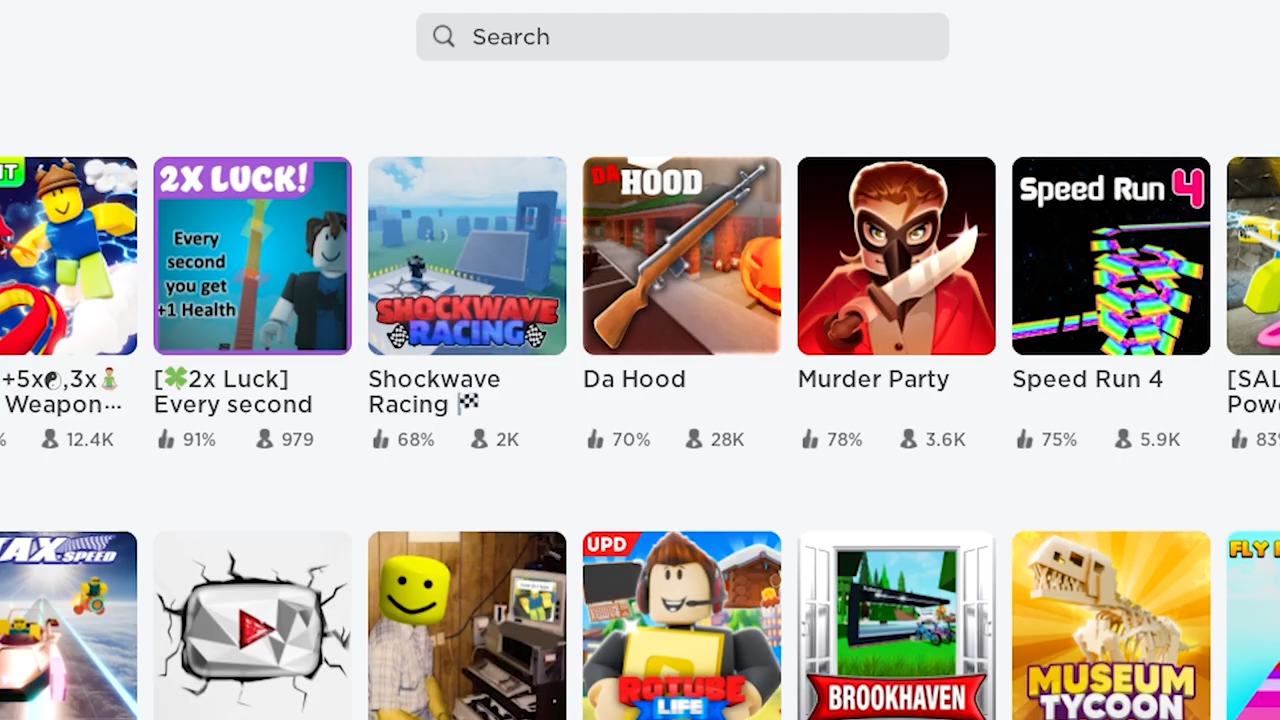 Search
2X LUCK!
Every
second
you get
+1 Health
SHOCKWAVE
RACING
DA HOOD
Speed Run 4
+5x☯,3x🧘
Weapon...
[🍀2x Luck]
Every second
Shockwave
Racing 🏁
Da Hood
Murder Party
Speed Run 4
[SAL
Powe
%
12.4K
91%
979
68%
2K
70%
28K
78%
3.6K
75%
5.9K
83%
SPEED
UPD
ROTUBE
LIFE
BROOKHAVEN
MUSEUM
TYCOON
FLY